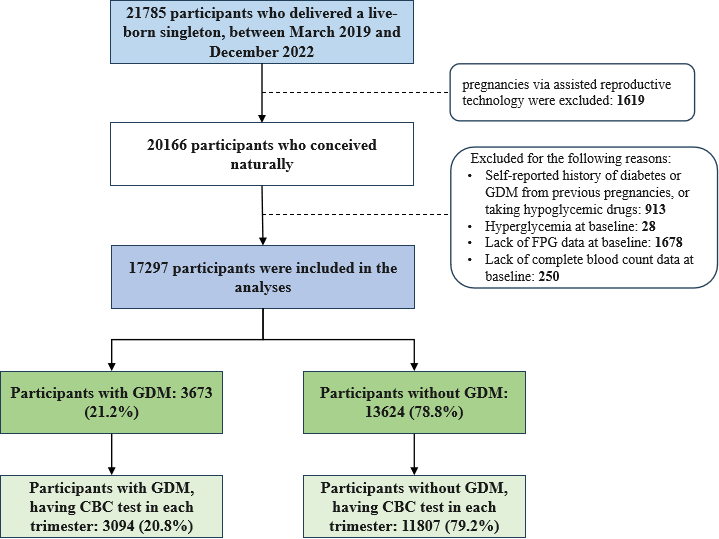 21785 participants who delivered a live-
born singleton, between March 2019 and
December 2022
pregnancies via assisted reproductive
technology were excluded: 1619
20166 participants who conceived
naturally
Excluded for the following reasons:
• Self-reported history of diabetes or
GDM from previous pregnancies, or
taking hypoglycemic drugs: 913
• Hyperglycemia at baseline: 28
• Lack of FPG data at baseline: 1678
• Lack of complete blood count data at
baseline: 250
17297 participants were included in the
analyses
Participants with GDM: 3673
(21.2%)
Participants without GDM:
13624 (78.8%)
Participants with GDM,
having CBC test in each
trimester: 3094 (20.8%)
Participants without GDM,
having CBC test in each
trimester: 11807 (79.2%)